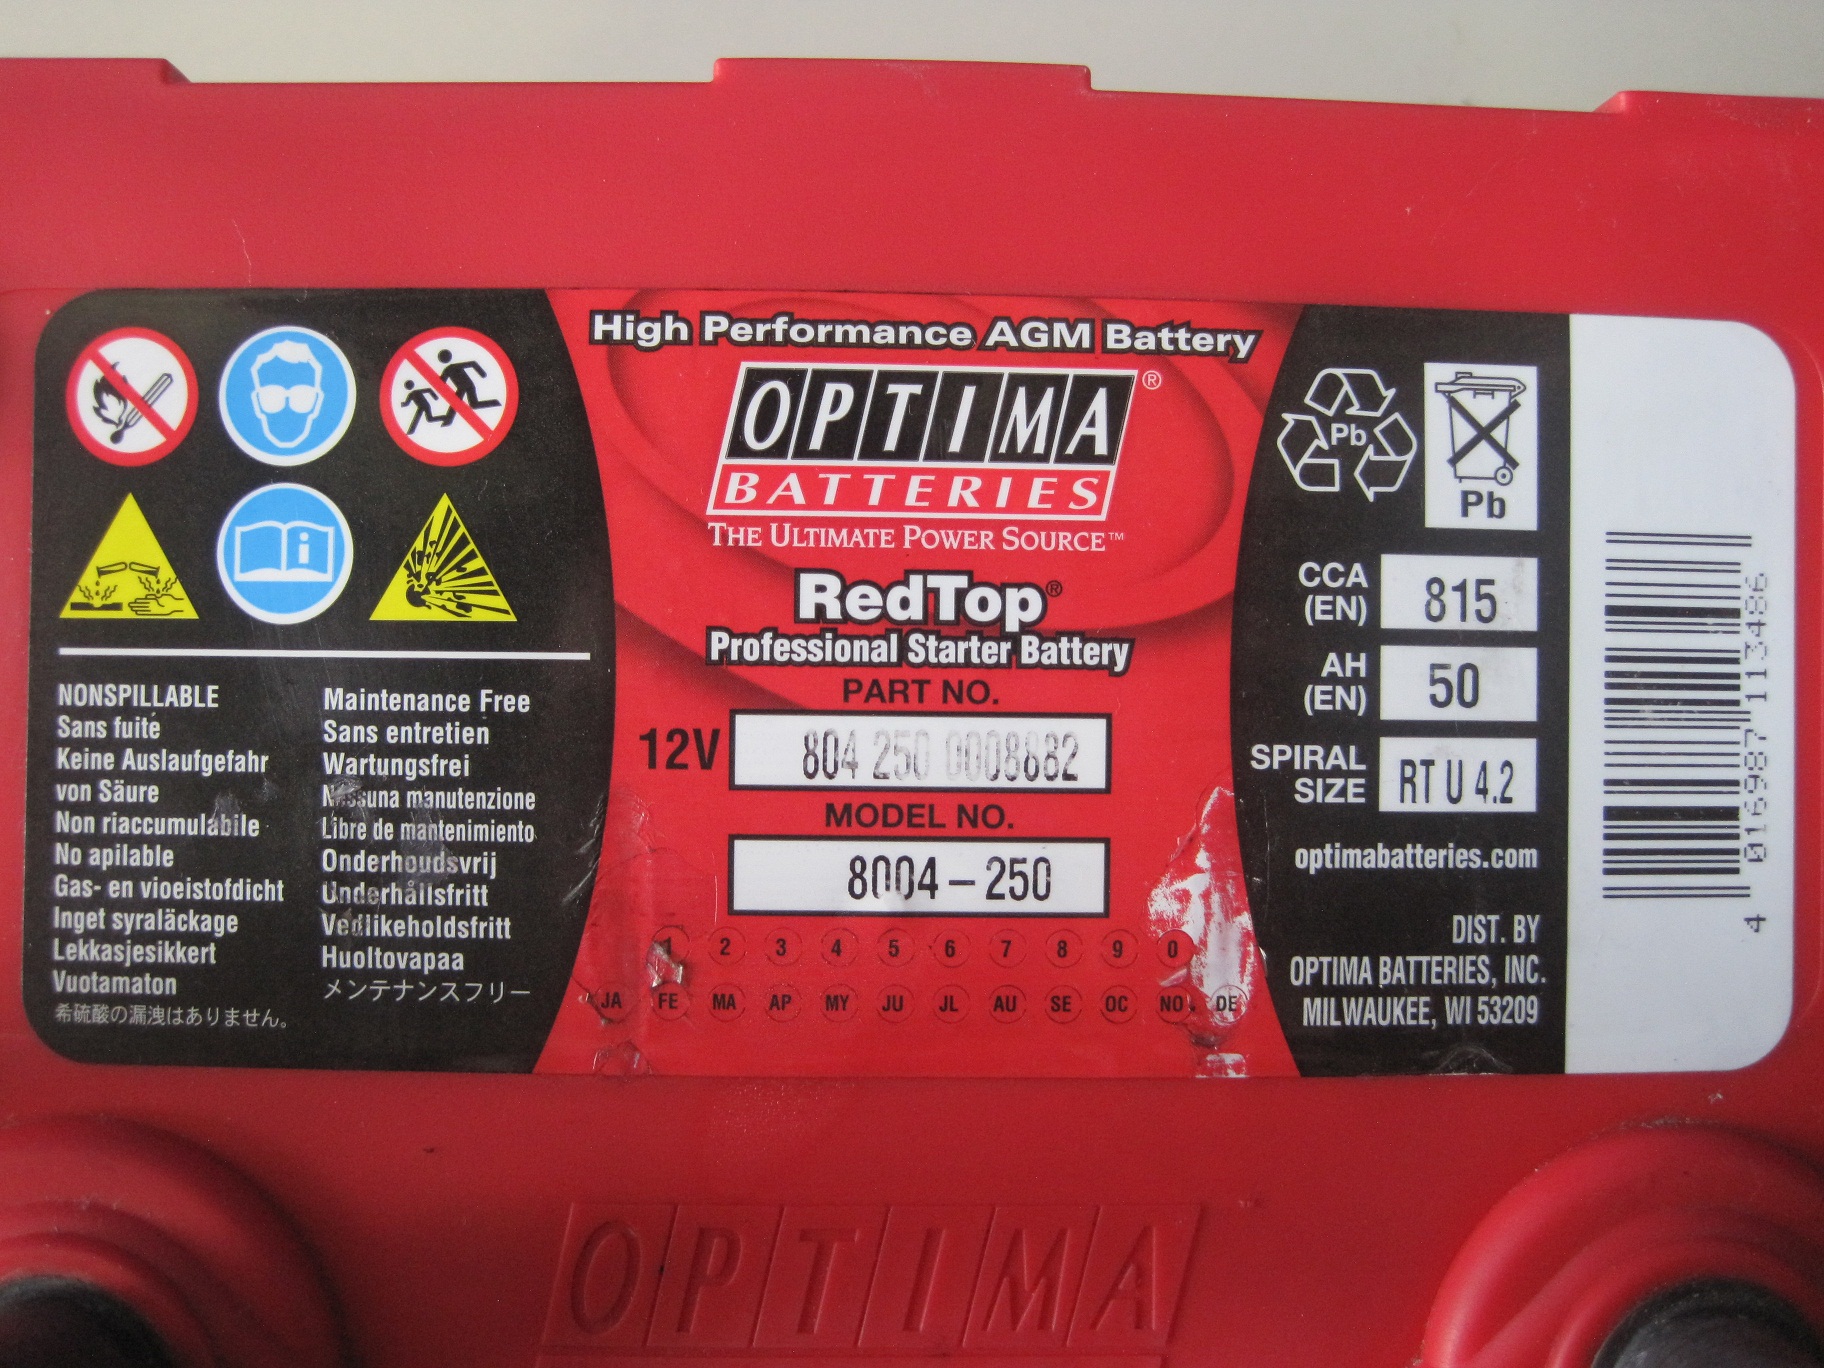 High Performance AGM Battery
OPTIMA®
BATTERIES
THE ULTIMATE POWER SOURCE™
RedTop®
Professional Starter Battery
PART NO.
12V 804 250 0008882
MODEL NO.
8004-250
1 2 3 4 5 6 7 8 9 0
JA FE MA AP MY JU JL AU SE OC NO DE
NONSPILLABLE
Sans fuite
Keine Auslaufgefahr
von Säure
Non riaccumulabile
No apilable
Gas- en vioeistofdicht
Inget syraläckage
Lekkasjesikkert
Vuotamaton
希硫酸の漏洩はありません。
Maintenance Free
Sans entretien
Wartungsfrei
Nessuna manutenzione
Libre de mantenimiento
Onderhoudsvrij
Underhållsfritt
Vedlikeholdsfritt
Huoltovapaa
メンテナンスフリー
Pb
Pb
CCA
(EN) 815
AH
(EN) 50
SPIRAL
SIZE RT U 4.2
optimabatteries.com
DIST. BY
OPTIMA BATTERIES, INC.
MILWAUKEE, WI 53209
4 016987 113486
OPTIMA